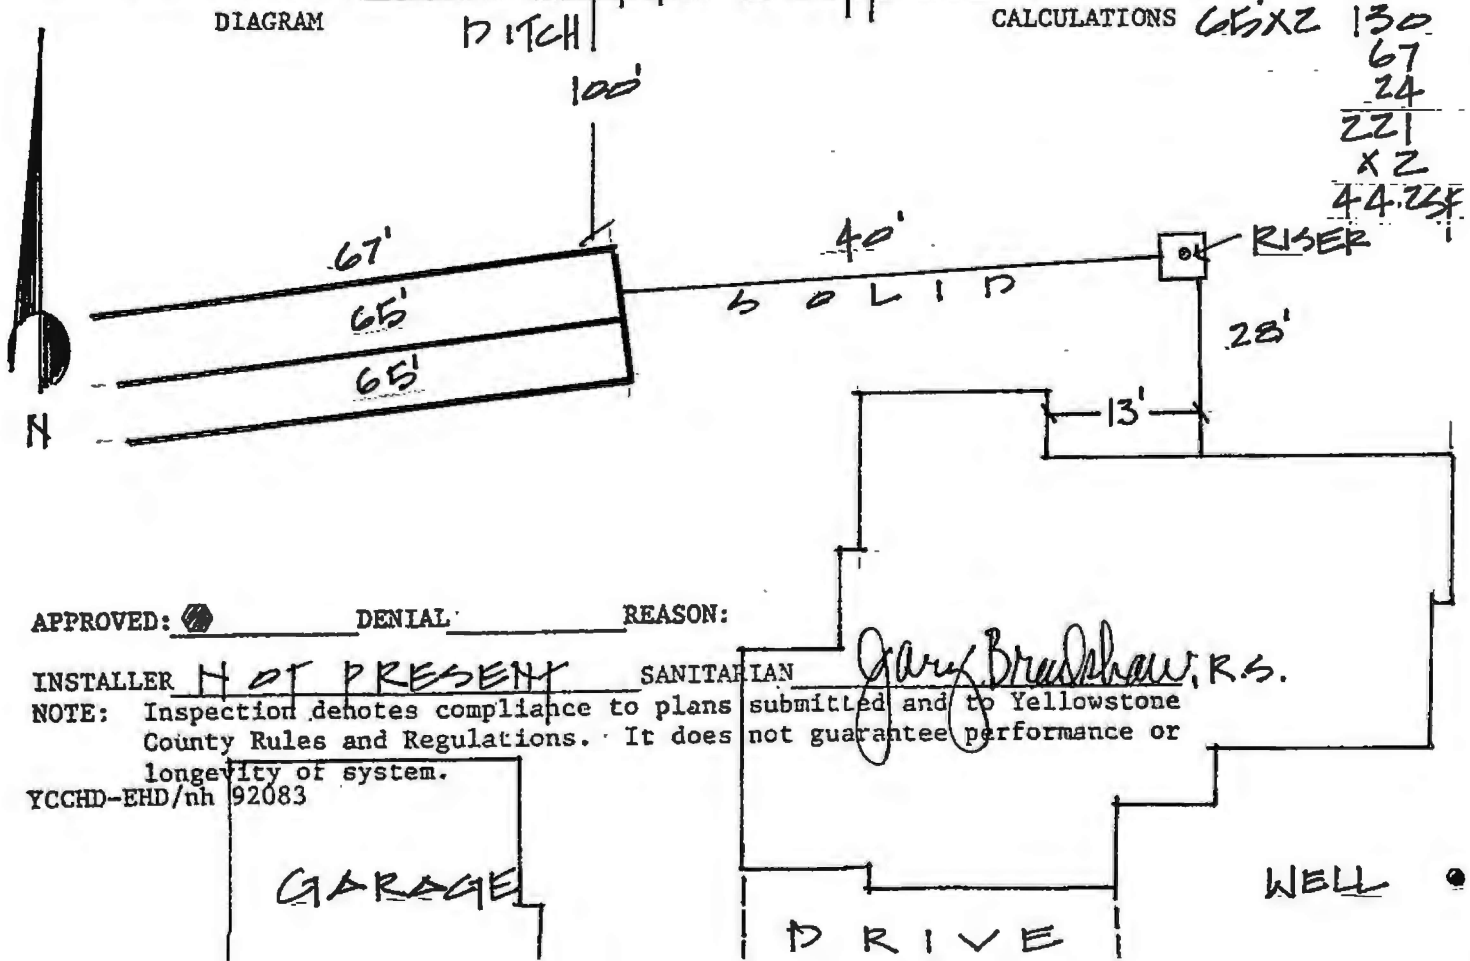 DIAGRAM
DITCH
100'
CALCULATIONS 65'X2 130
67
24
221
X 2
442SF
67'
65'
65'
40'
SOLID
RISER
28'
13'
N
APPROVED: DENIAL REASON:
INSTALLER NOT PRESENT SANITARIAN Gary Bradshaw, R.S.
NOTE: Inspection denotes compliance to plans submitted and to Yellowstone
County Rules and Regulations. It does not guarantee performance or
longevity of system.
YCCHD-EHD/nh 92083
GARAGE
DRIVE
WELL